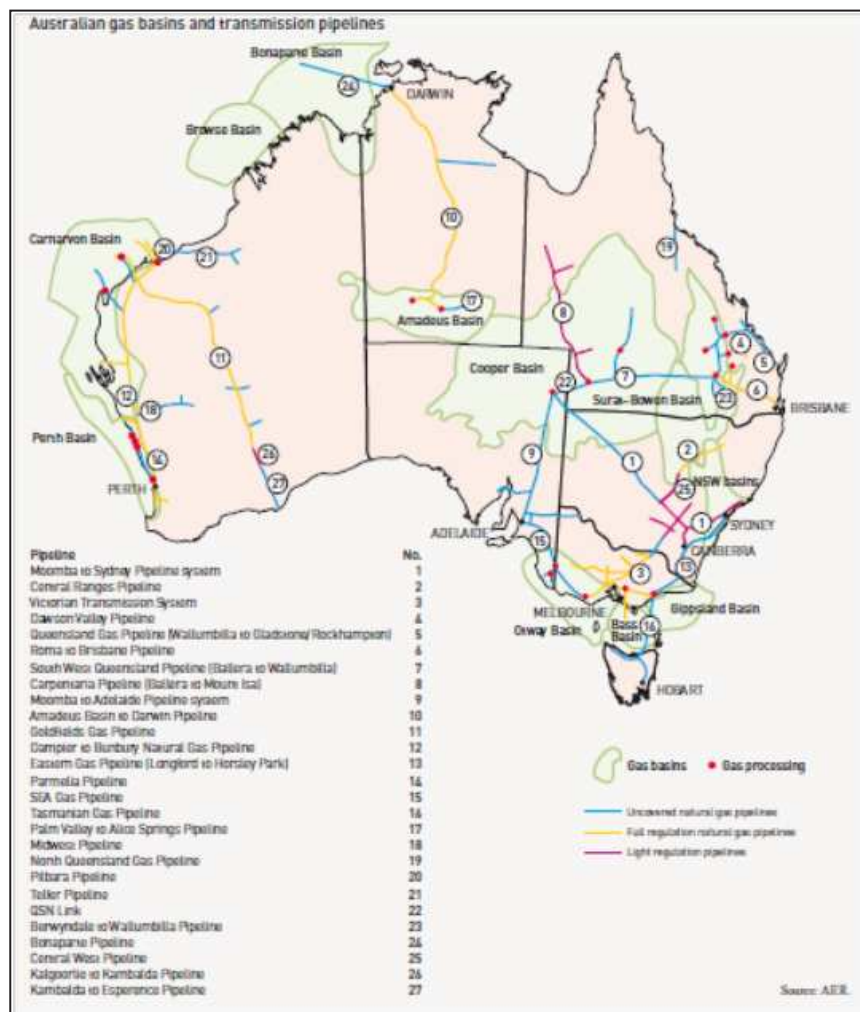 Australian gas basins and transmission pipelines
Bonaparte Basin
24
DARWIN
Browse Basin
10
Carnarvon Basin
20
21
19
17
Amadeus Basin
8
11
Cooper Basin
22
7
4
5
Surat-Bowen Basin
23
6
BRISBANE
12
18
Perth Basin
9
1
2
26
14
PERTH
27
25
NSW basins
1
SYDNEY
ADELAIDE
CANBERRA
15
13
3
MELBOURNE
Gippsland Basin
Otway Basin
Bass
Basin
16
HOBART
Pipeline No.
Moomba to Sydney Pipeline system 1
Central Ranges Pipeline 2
Victorian Transmission System 3
Dawson Valley Pipeline 4
Queensland Gas Pipeline (Wallumbilla to Gladstone/Rockhampton) 5
Roma to Brisbane Pipeline 6
South West Queensland Pipeline (Ballera to Wallumbilla) 7
Carpentaria Pipeline (Ballera to Mount Isa) 8
Moomba to Adelaide Pipeline system 9
Amadeus Basin to Darwin Pipeline 10
Goldfields Gas Pipeline 11
Dampier to Bunbury Natural Gas Pipeline 12
Eastern Gas Pipeline (Longford to Horsley Park) 13
Parmelia Pipeline 14
SEA Gas Pipeline 15
Tasmanian Gas Pipeline 16
Palm Valley to Alice Springs Pipeline 17
Midwest Pipeline 18
North Queensland Gas Pipeline 19
Pilbara Pipeline 20
Telfer Pipeline 21
QSN Link 22
Berwyndale to Wallumbilla Pipeline 23
Bonaparte Pipeline 24
Central West Pipeline 25
Kalgoorlie to Kambalda Pipeline 26
Kambalda to Esperence Pipeline 27
Gas basins
Gas processing
Uncovered natural gas pipelines
Full regulation natural gas pipelines
Light regulation pipelines
Source: AER.